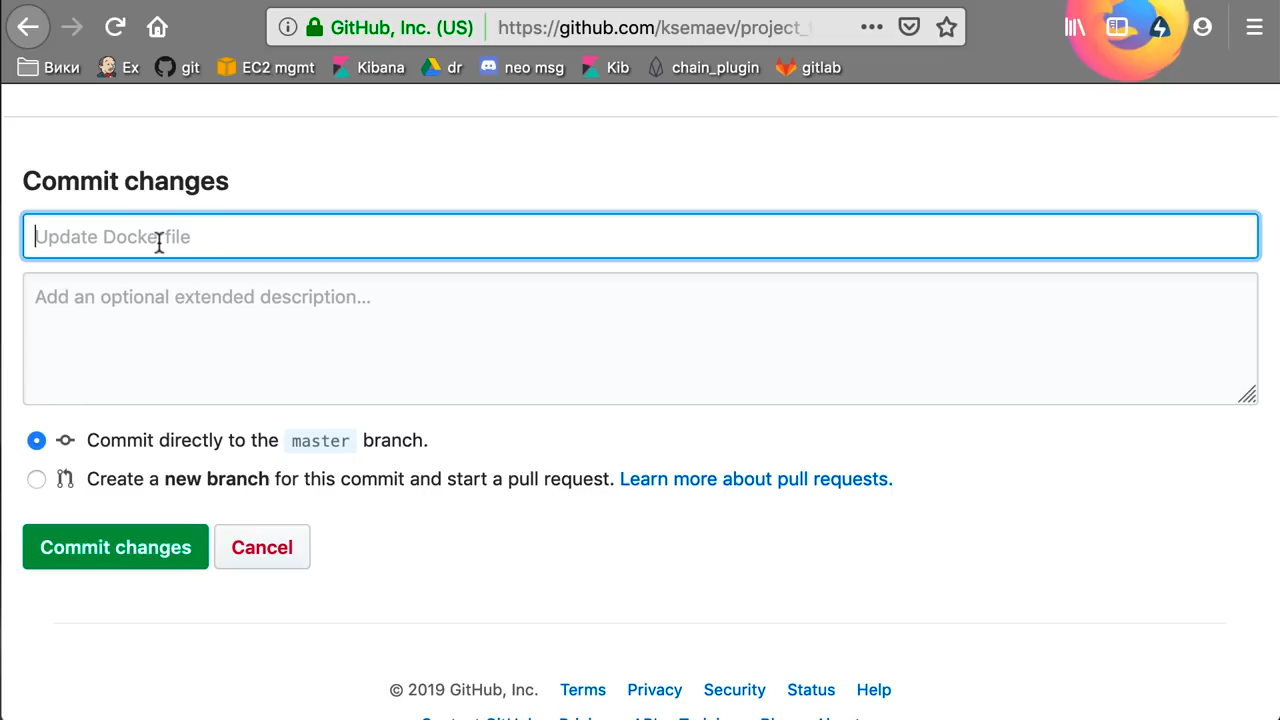 GitHub, Inc. (US) https://github.com/ksemaev/project_
Вики Ex git EC2 mgmt Kibana dr neo msg Kib chain_plugin gitlab
Commit changes
Update Dockerfile
Add an optional extended description...
Commit directly to the master branch.
Create a new branch for this commit and start a pull request. Learn more about pull requests.
Commit changes Cancel
© 2019 GitHub, Inc. Terms Privacy Security Status Help